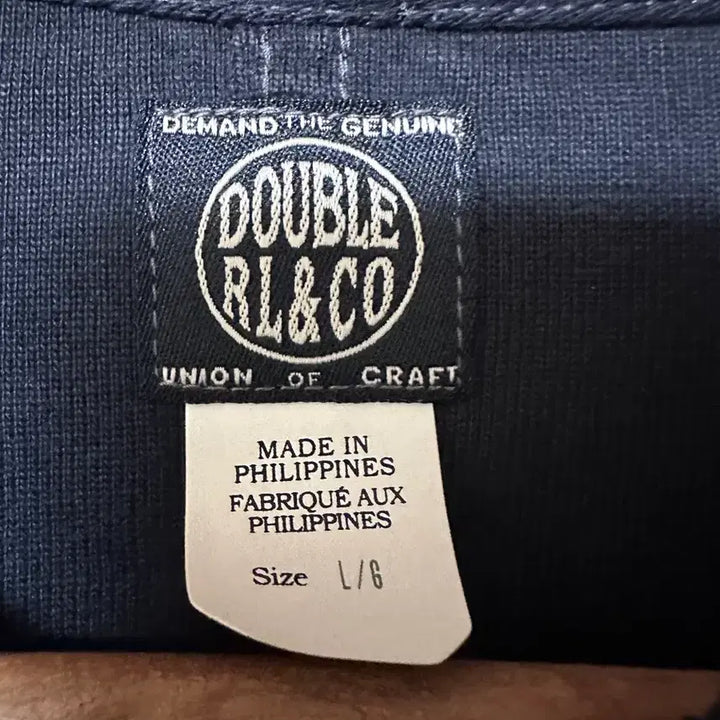 DEMAND THE GENUINE
DOUBLE
RL&CO
UNION OF CRAFT
MADE IN
PHILIPPINES
FABRIQUÉ AUX
PHILIPPINES
Size L/G